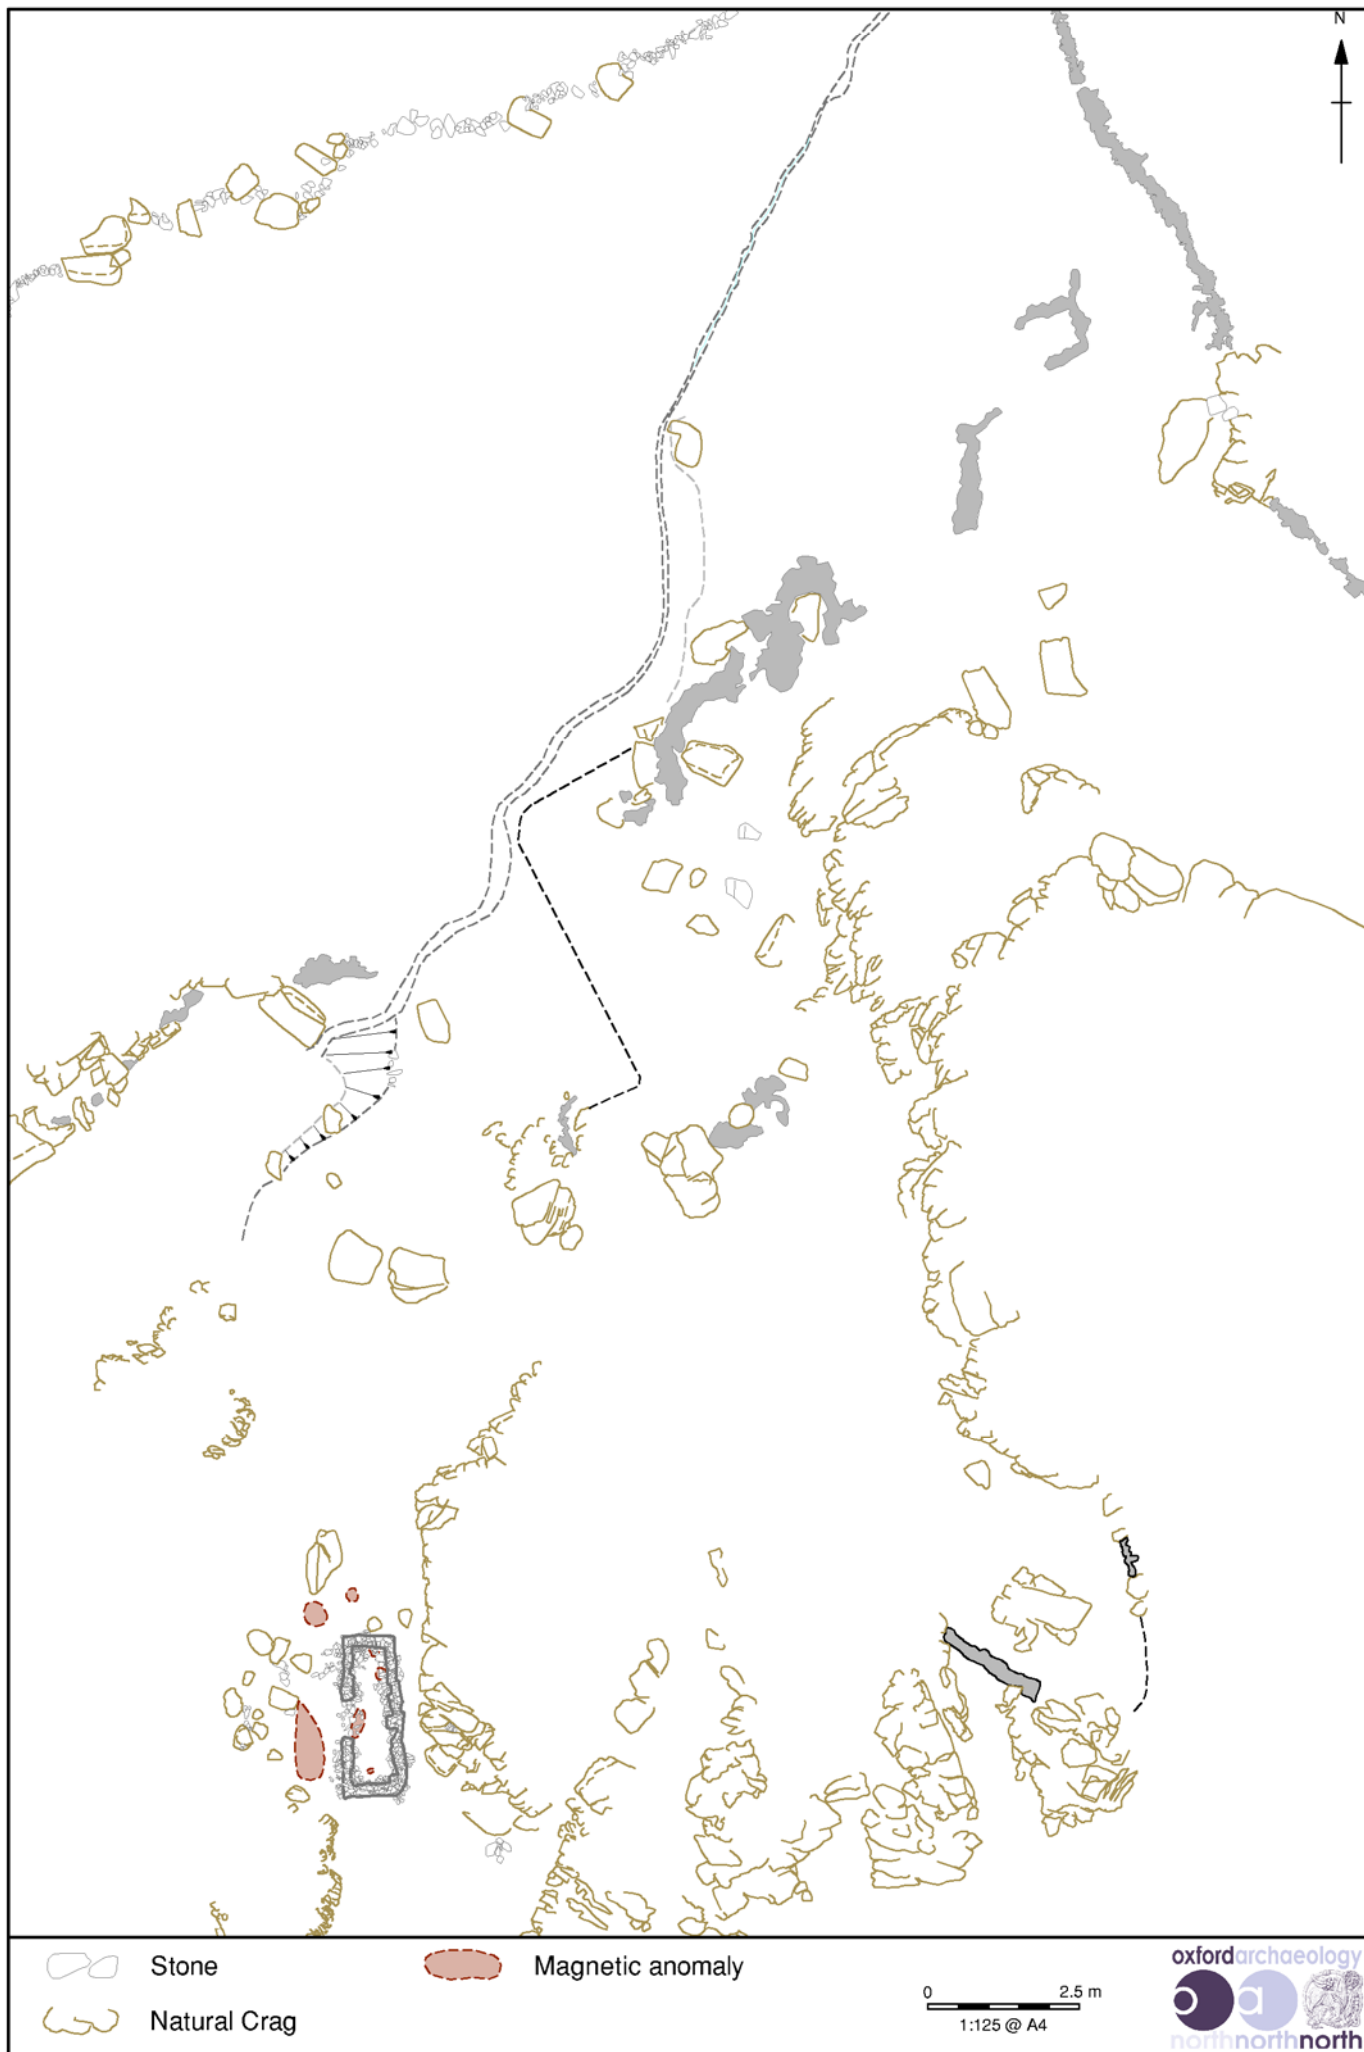 N
Stone
Natural Crag
Magnetic anomaly
0 2.5 m
1:125 @ A4
oxfordarchaeology
o a
northnorthnorth